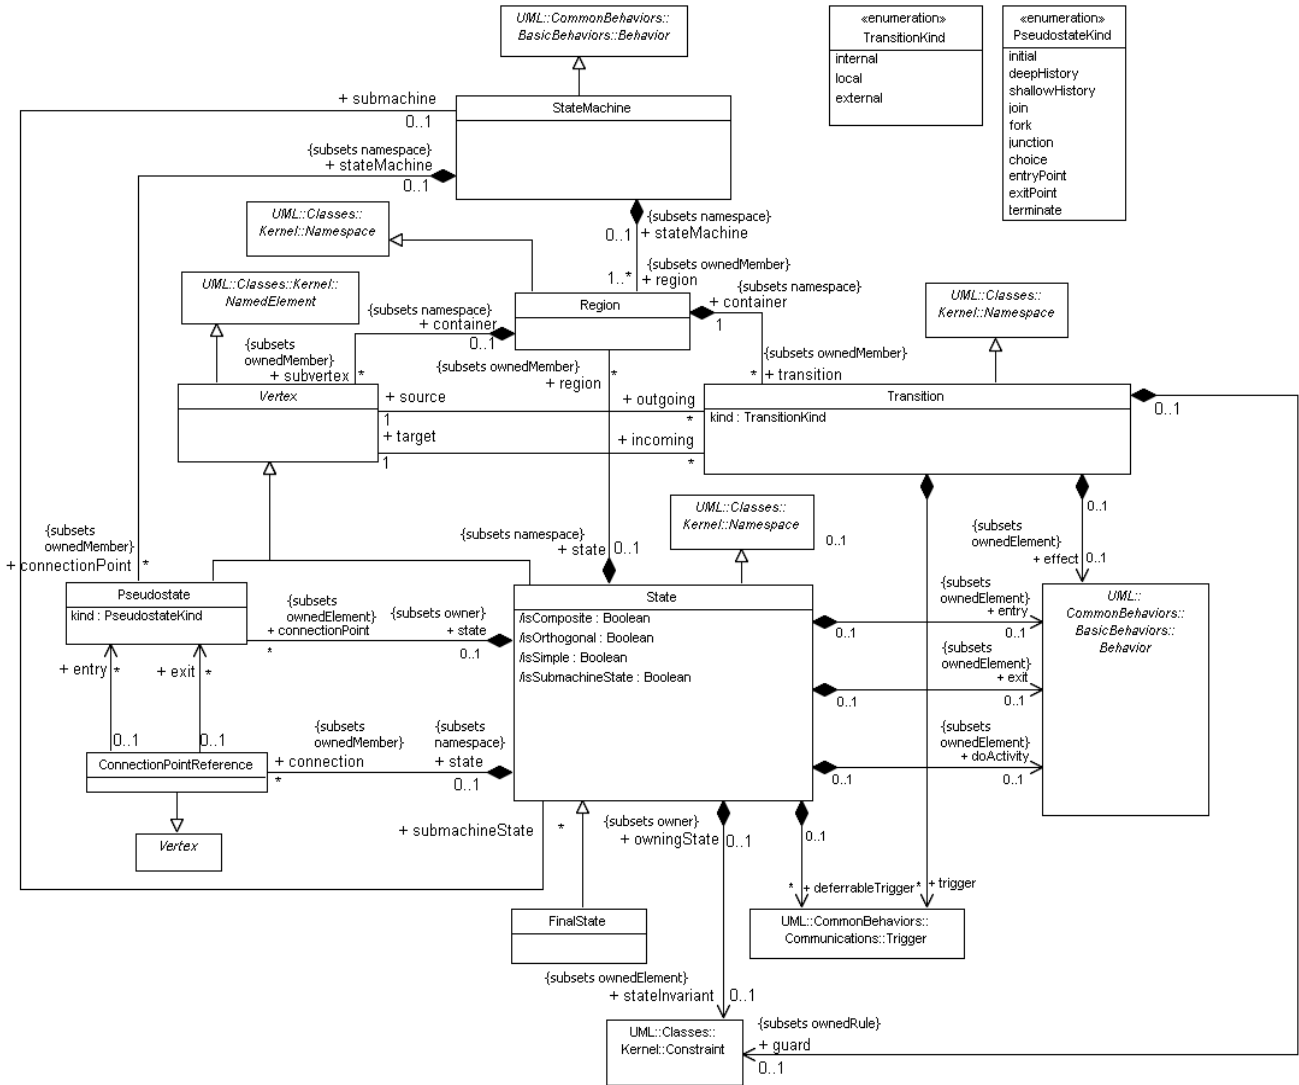 UML::CommonBehaviors::
BasicBehaviors::Behavior
«enumeration»
TransitionKind
internal
local
external
«enumeration»
PseudostateKind
initial
deepHistory
shallowHistory
join
fork
junction
choice
entryPoint
exitPoint
terminate
+ submachine
0..1
StateMachine
{subsets namespace}
+ stateMachine
0..1
UML::Classes::
Kernel::Namespace
{subsets namespace}
0..1 + stateMachine
{subsets ownedMember}
1..* + region
UML::Classes::Kernel::
NamedElement
Region
{subsets namespace}
+ container
1
{subsets namespace}
+ container
0..1
UML::Classes::
Kernel::Namespace
{subsets
ownedMember}
+ subvertex *
{subsets ownedMember}
+ region *
{subsets ownedMember}
* + transition
Vertex
+ source
1
+ outgoing
*
+ target
1
+ incoming
*
Transition
kind : TransitionKind
0..1
UML::Classes::
Kernel::Namespace
0..1
0..1
{subsets
ownedElement}
+ effect 0..1
{subsets
ownedMember}
+ connectionPoint *
{subsets namespace}
+ state 0..1
Pseudostate
kind : PseudostateKind
{subsets
ownedElement}
+ connectionPoint
*
{subsets owner}
+ state
0..1
State
/isComposite : Boolean
/isOrthogonal : Boolean
/isSimple : Boolean
/isSubmachineState : Boolean
0..1
{subsets
ownedElement}
+ entry
0..1
UML::
CommonBehaviors::
BasicBehaviors::
Behavior
0..1
{subsets
ownedElement}
+ exit
0..1
0..1
{subsets
ownedElement}
+ doActivity
0..1
+ entry *
+ exit *
0..1
0..1
ConnectionPointReference
{subsets
ownedMember}
+ connection
*
{subsets
namespace}
+ state
0..1
Vertex
+ submachineState *
{subsets owner}
+ owningState 0..1
0..1
* + deferrableTrigger
* + trigger
FinalState
UML::CommonBehaviors::
Communications::Trigger
{subsets ownedElement}
+ stateInvariant 0..1
UML::Classes::
Kernel::Constraint
{subsets ownedRule}
+ guard
0..1